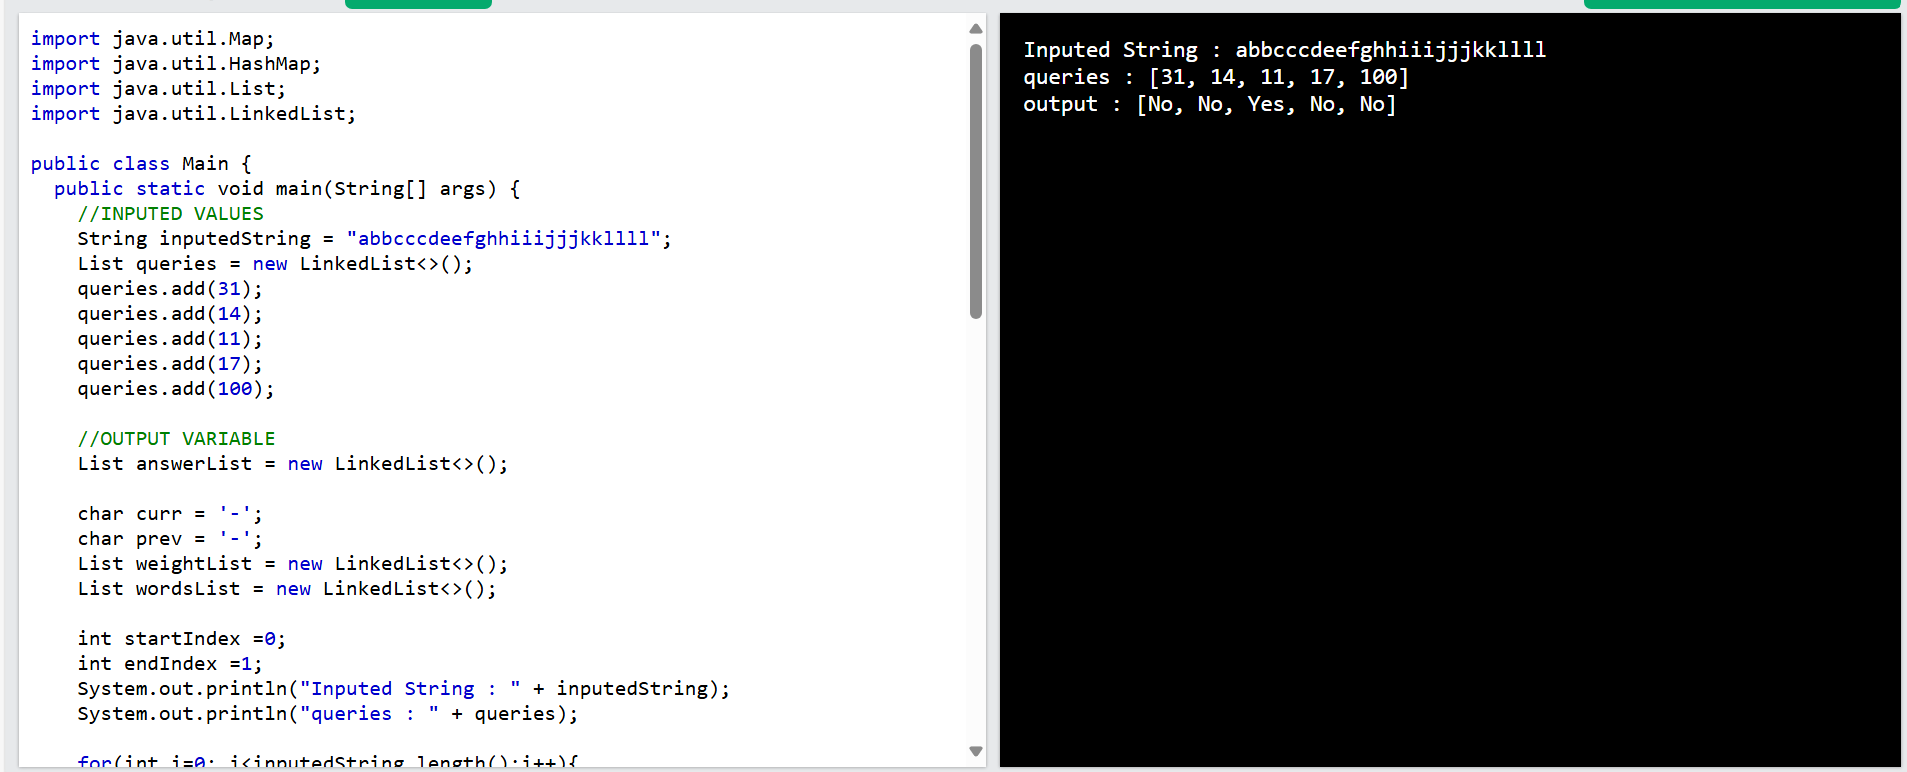 import java.util.Map;
import java.util.HashMap;
import java.util.List;
import java.util.LinkedList;
public class Main {
public static void main(String[] args) {
//INPUTED VALUES
String inputedString = "abbcccdeefghhiiijjjkkllll";
List queries = new LinkedList<>();
queries.add(31);
queries.add(14);
queries.add(11);
queries.add(17);
queries.add(100);
//OUTPUT VARIABLE
List answerList = new LinkedList<>();
char curr = '-';
char prev = '-';
List weightList = new LinkedList<>();
List wordsList = new LinkedList<>();
int startIndex =0;
int endIndex =1;
System.out.println("Inputed String : " + inputedString);
System.out.println("queries : " + queries);
for(int i=0; i<inputedString.length();i++){
Inputed String : abbcccdeefghhiiijjjkkllll
queries : [31, 14, 11, 17, 100]
output : [No, No, Yes, No, No]